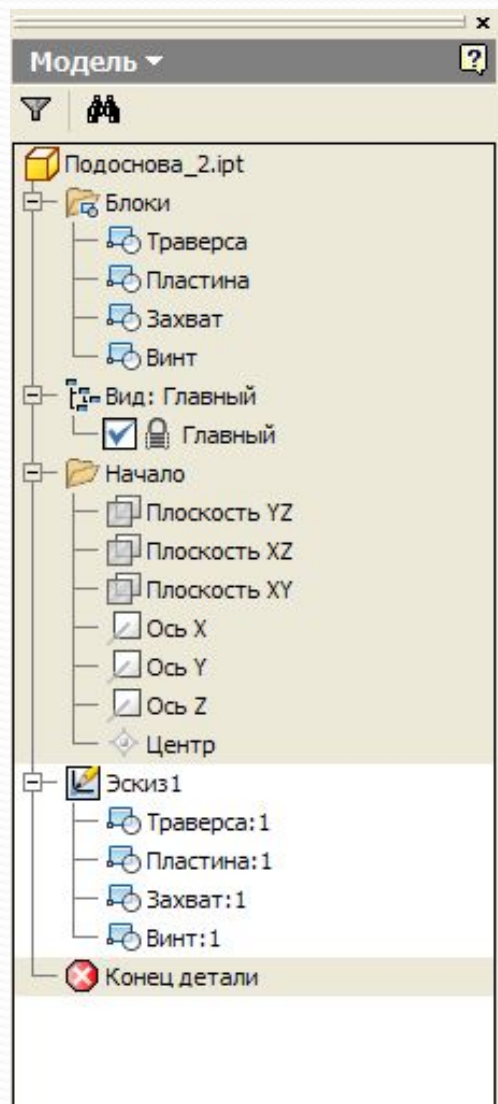 Модель
Подоснова_2.ipt
Блоки
Траверса
Пластина
Захват
Винт
Вид: Главный
Главный
Начало
Плоскость YZ
Плоскость XZ
Плоскость XY
Ось X
Ось Y
Ось Z
Центр
Эскиз1
Траверса:1
Пластина:1
Захват:1
Винт:1
Конец детали